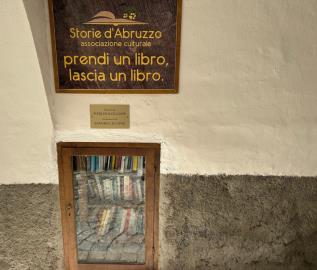 Storie d'Abruzzo
associazione culturale
prendi un libro,
lascia un libro.